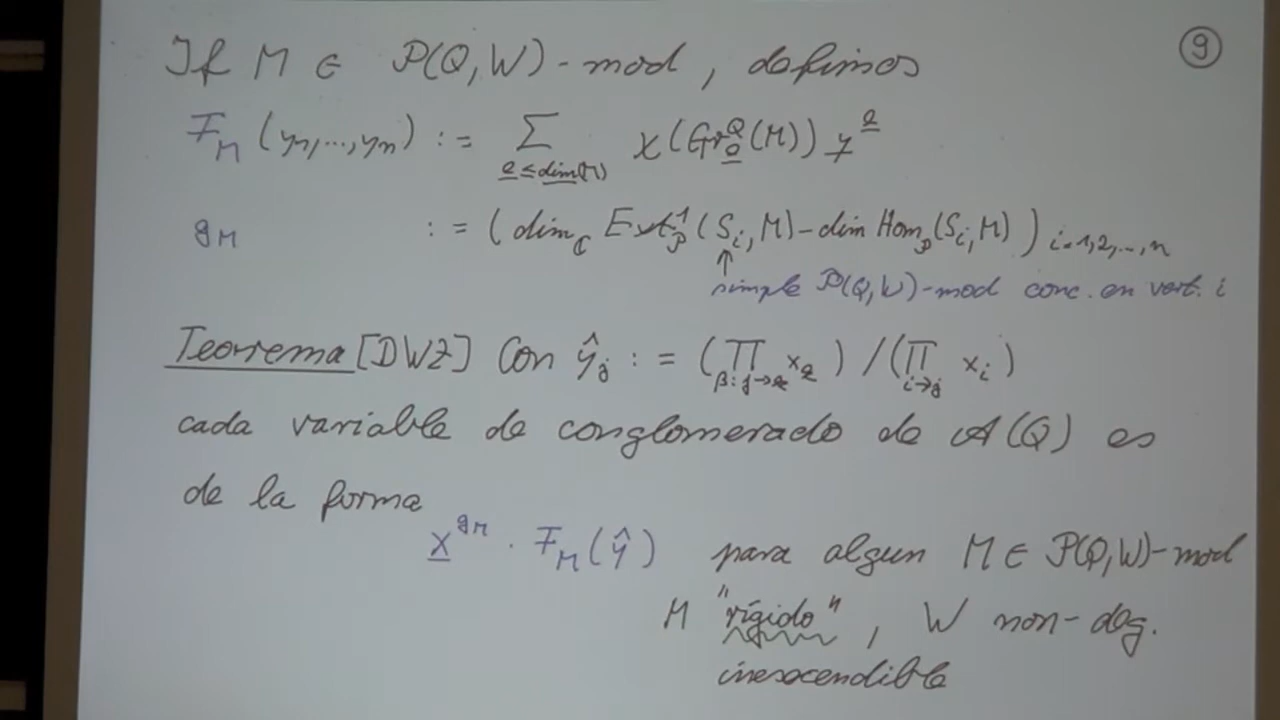 9
If M ∈ P(Q,W)-mod, defimos
F_M (y_1,...,y_n) := Σ_{e ≤ dim(M)} χ(Gr_e^Q(M)) y^e
g_M := (dim_C Ext^1_P(S_i, M) - dim Hom_P(S_i, M))_{i=1,2,...,n}
↑ simple P(Q,W)-mod conc. en vert. i
Teorema [DWZ] Con ŷ_j := (∏_{β: j→k} x_k) / (∏_{i→j} x_i)
cada variable de conglomerado de A(Q) es
de la forma
x^{g_M} · F_M(ŷ) para algun M ∈ P(Q,W)-mod
M "rígido", W non-deg.
inescendible